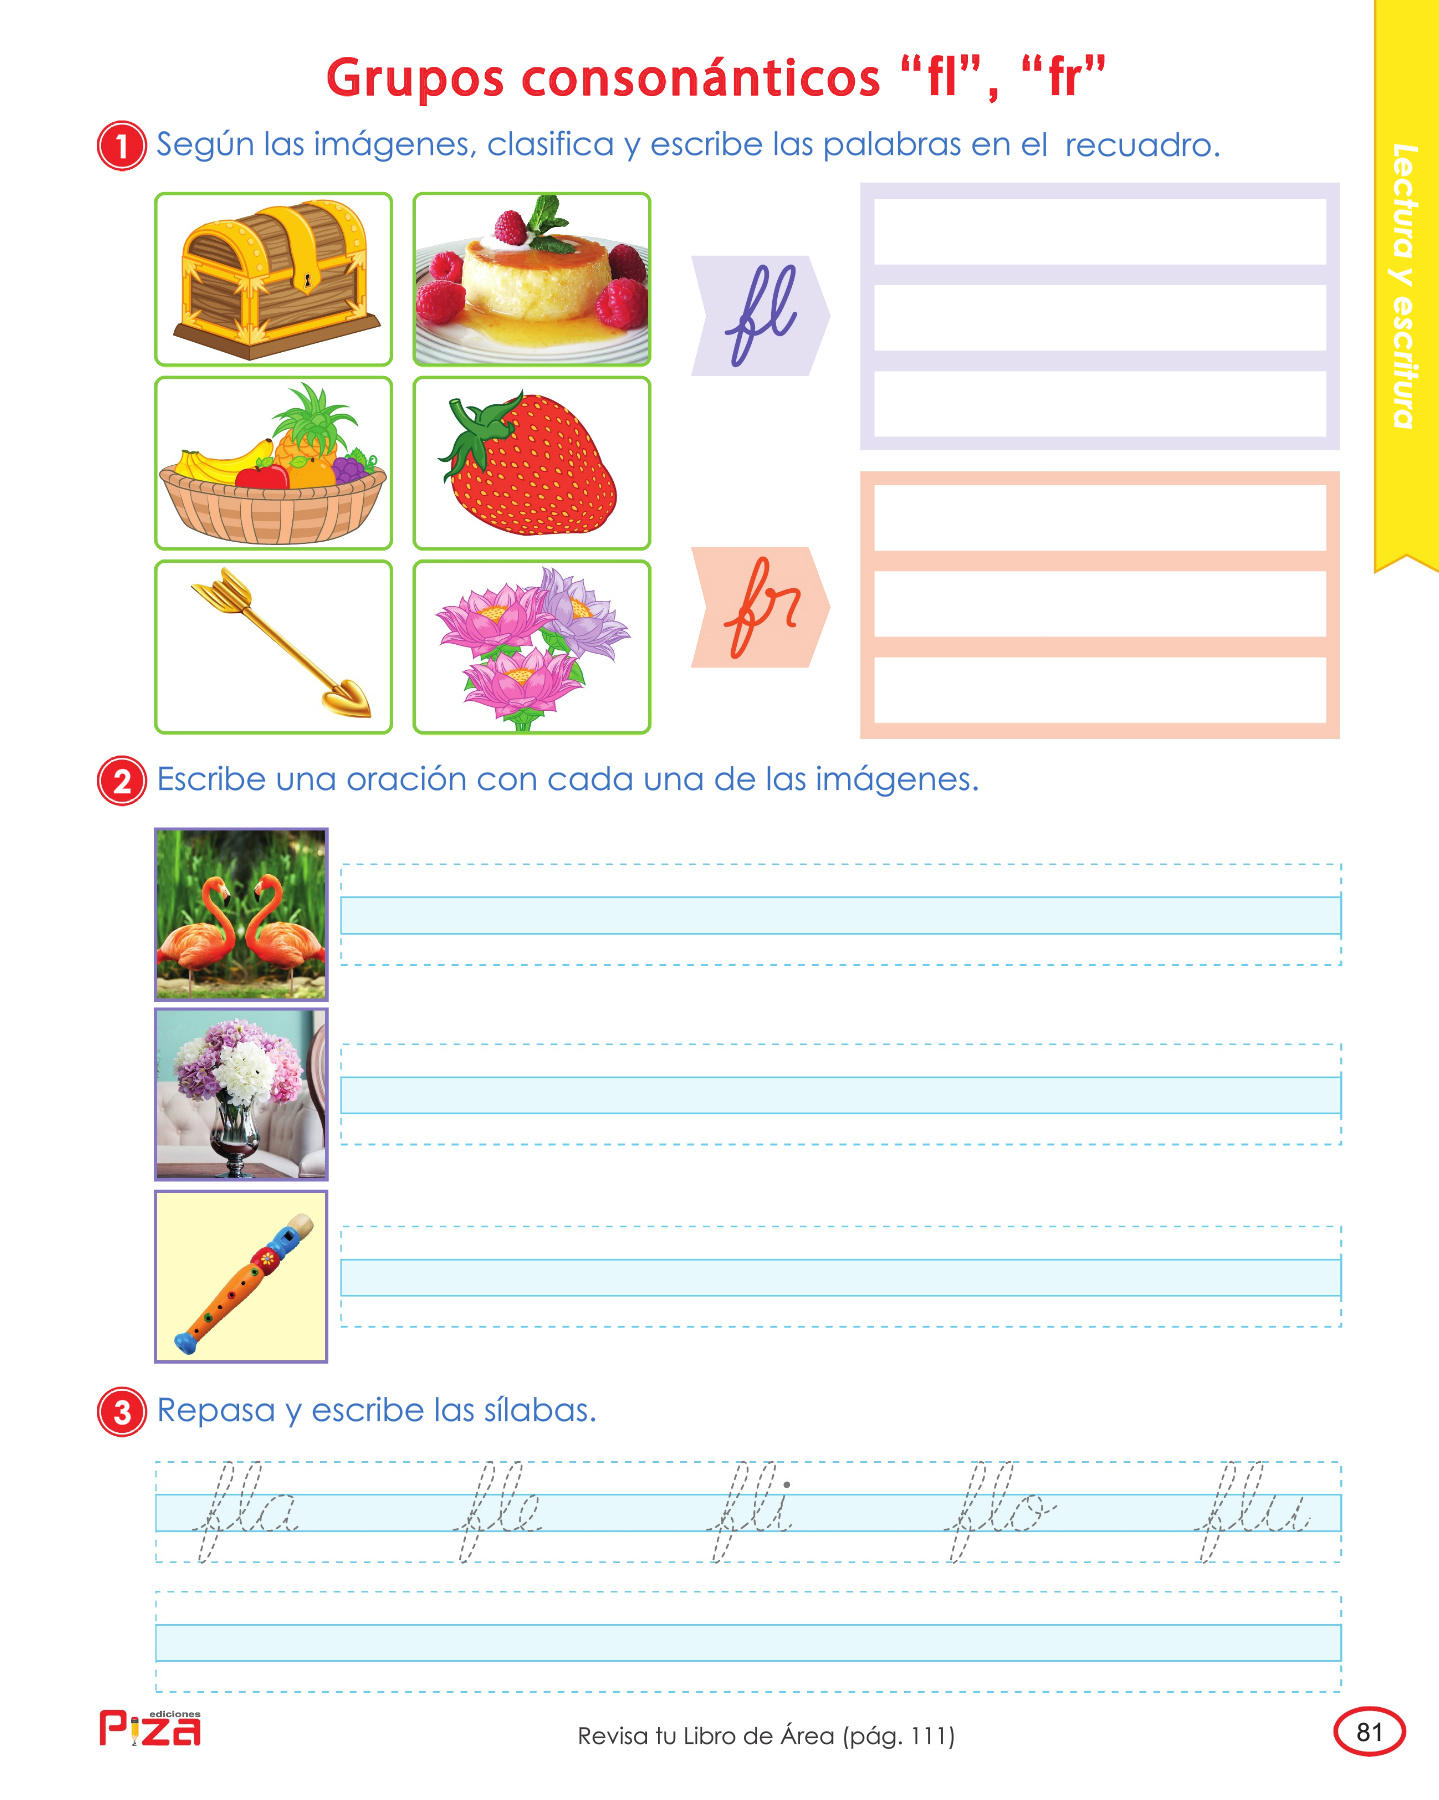 Grupos consonánticos “fl”, “fr”
1 Según las imágenes, clasifica y escribe las palabras en el recuadro.
fl
fr
2 Escribe una oración con cada una de las imágenes.
3 Repasa y escribe las sílabas.
fla fle fli flo flu
Lectura y escritura
ediciones
Piza
Revisa tu Libro de Área (pág. 111)
81